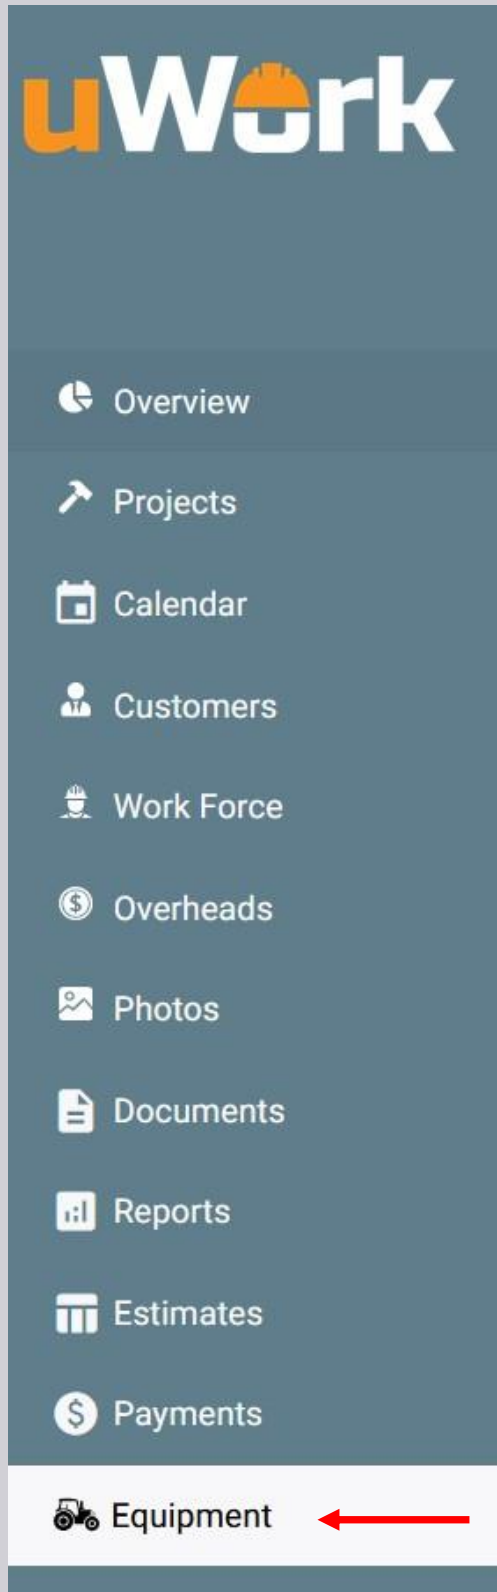 uWork
Overview
Projects
Calendar
Customers
Work Force
Overheads
Photos
Documents
Reports
Estimates
Payments
Equipment